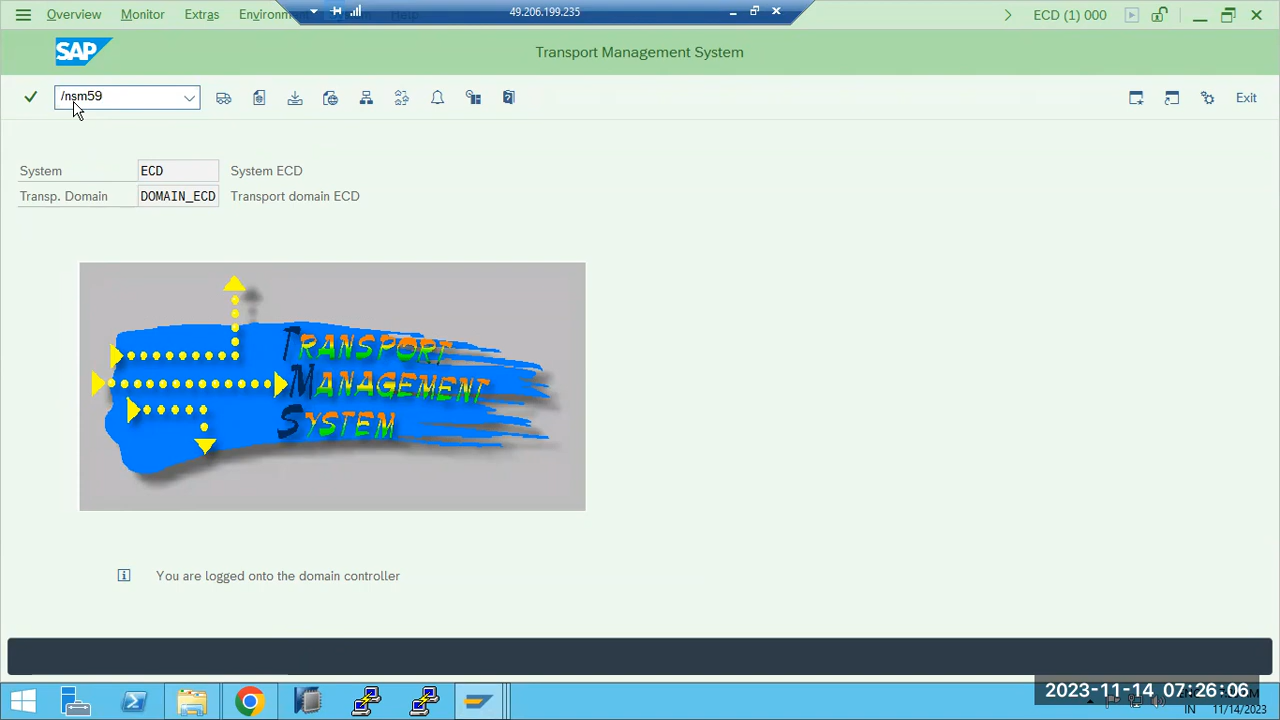 Overview Monitor Extras Environment Help 49.206.199.235 ECD (1) 000
SAP Transport Management System
/nsm59 Exit
System ECD System ECD
Transp. Domain DOMAIN_ECD Transport domain ECD
TRANSPORT
MANAGEMENT
SYSTEM
You are logged onto the domain controller
2023-11-14 07:26:06
IN 11/14/2023